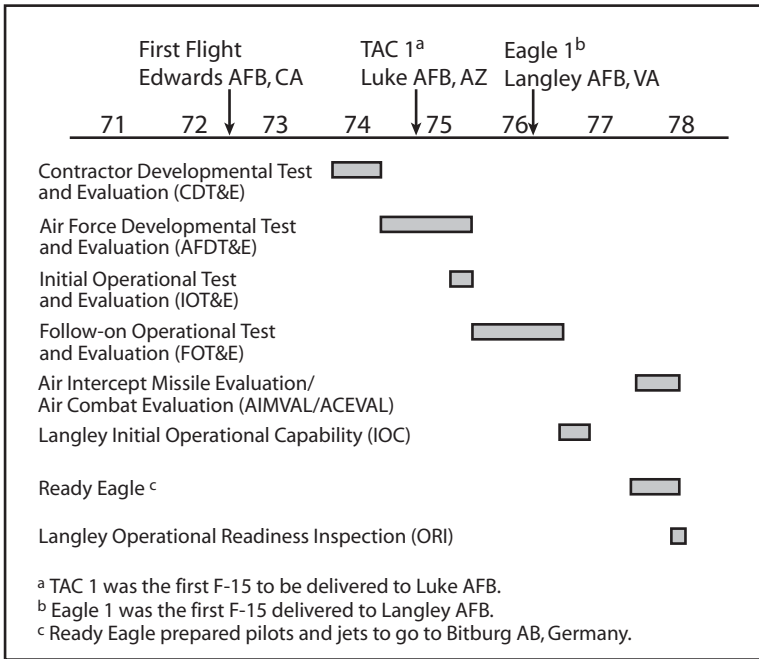 First Flight
Edwards AFB, CA
TAC 1a
Luke AFB, AZ
Eagle 1b
Langley AFB, VA
71 72 73 74 75 76 77 78
Contractor Developmental Test
and Evaluation (CDT&E)
Air Force Developmental Test
and Evaluation (AFDT&E)
Initial Operational Test
and Evaluation (IOT&E)
Follow-on Operational Test
and Evaluation (FOT&E)
Air Intercept Missile Evaluation/
Air Combat Evaluation (AIMVAL/ACEVAL)
Langley Initial Operational Capability (IOC)
Ready Eagle c
Langley Operational Readiness Inspection (ORI)
a TAC 1 was the first F-15 to be delivered to Luke AFB.
b Eagle 1 was the first F-15 delivered to Langley AFB.
c Ready Eagle prepared pilots and jets to go to Bitburg AB, Germany.